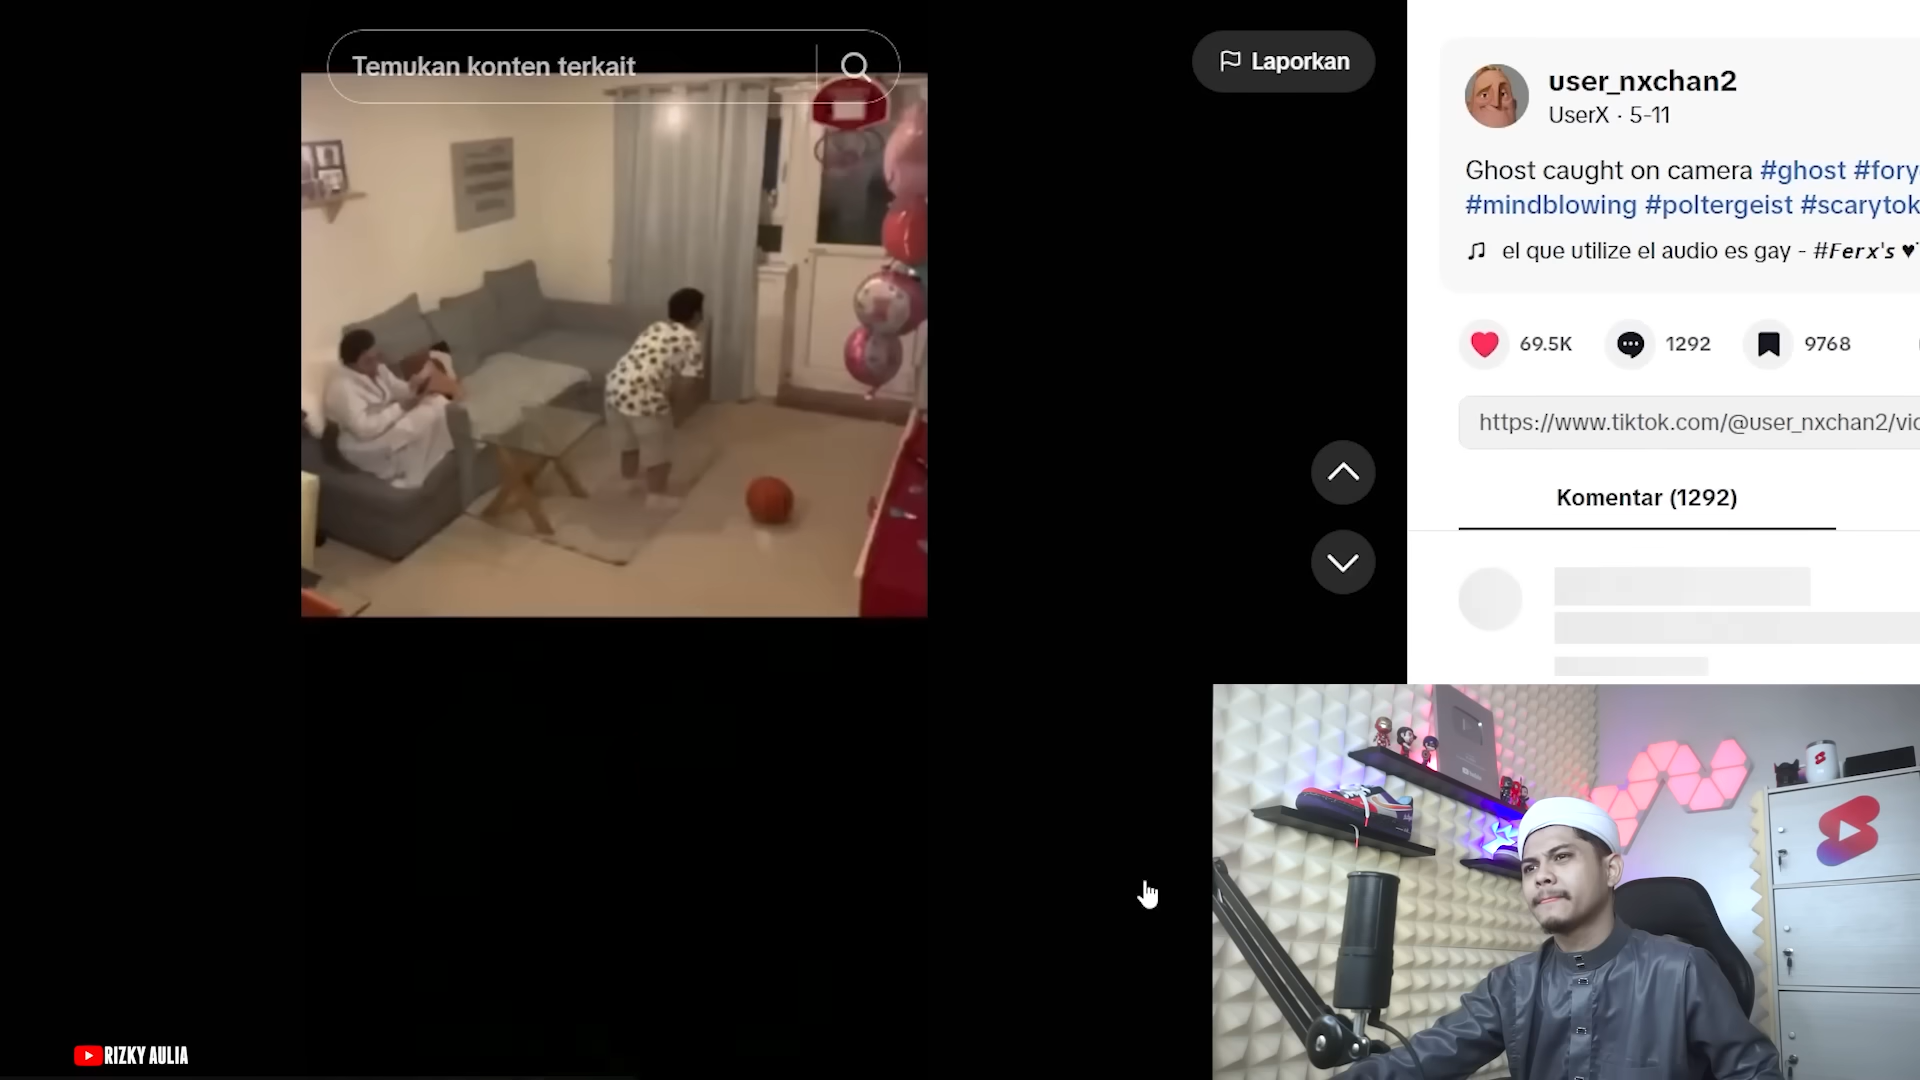 Temukan konten terkait
Laporkan
user_nxchan2
UserX · 5-11
Ghost caught on camera #ghost #fory
#mindblowing #poltergeist #scarytok
el que utilize el audio es gay - #Ferx's ♥
69.5K
1292
9768
https://www.tiktok.com/@user_nxchan2/vic
Komentar (1292)
RIZKY AULIA